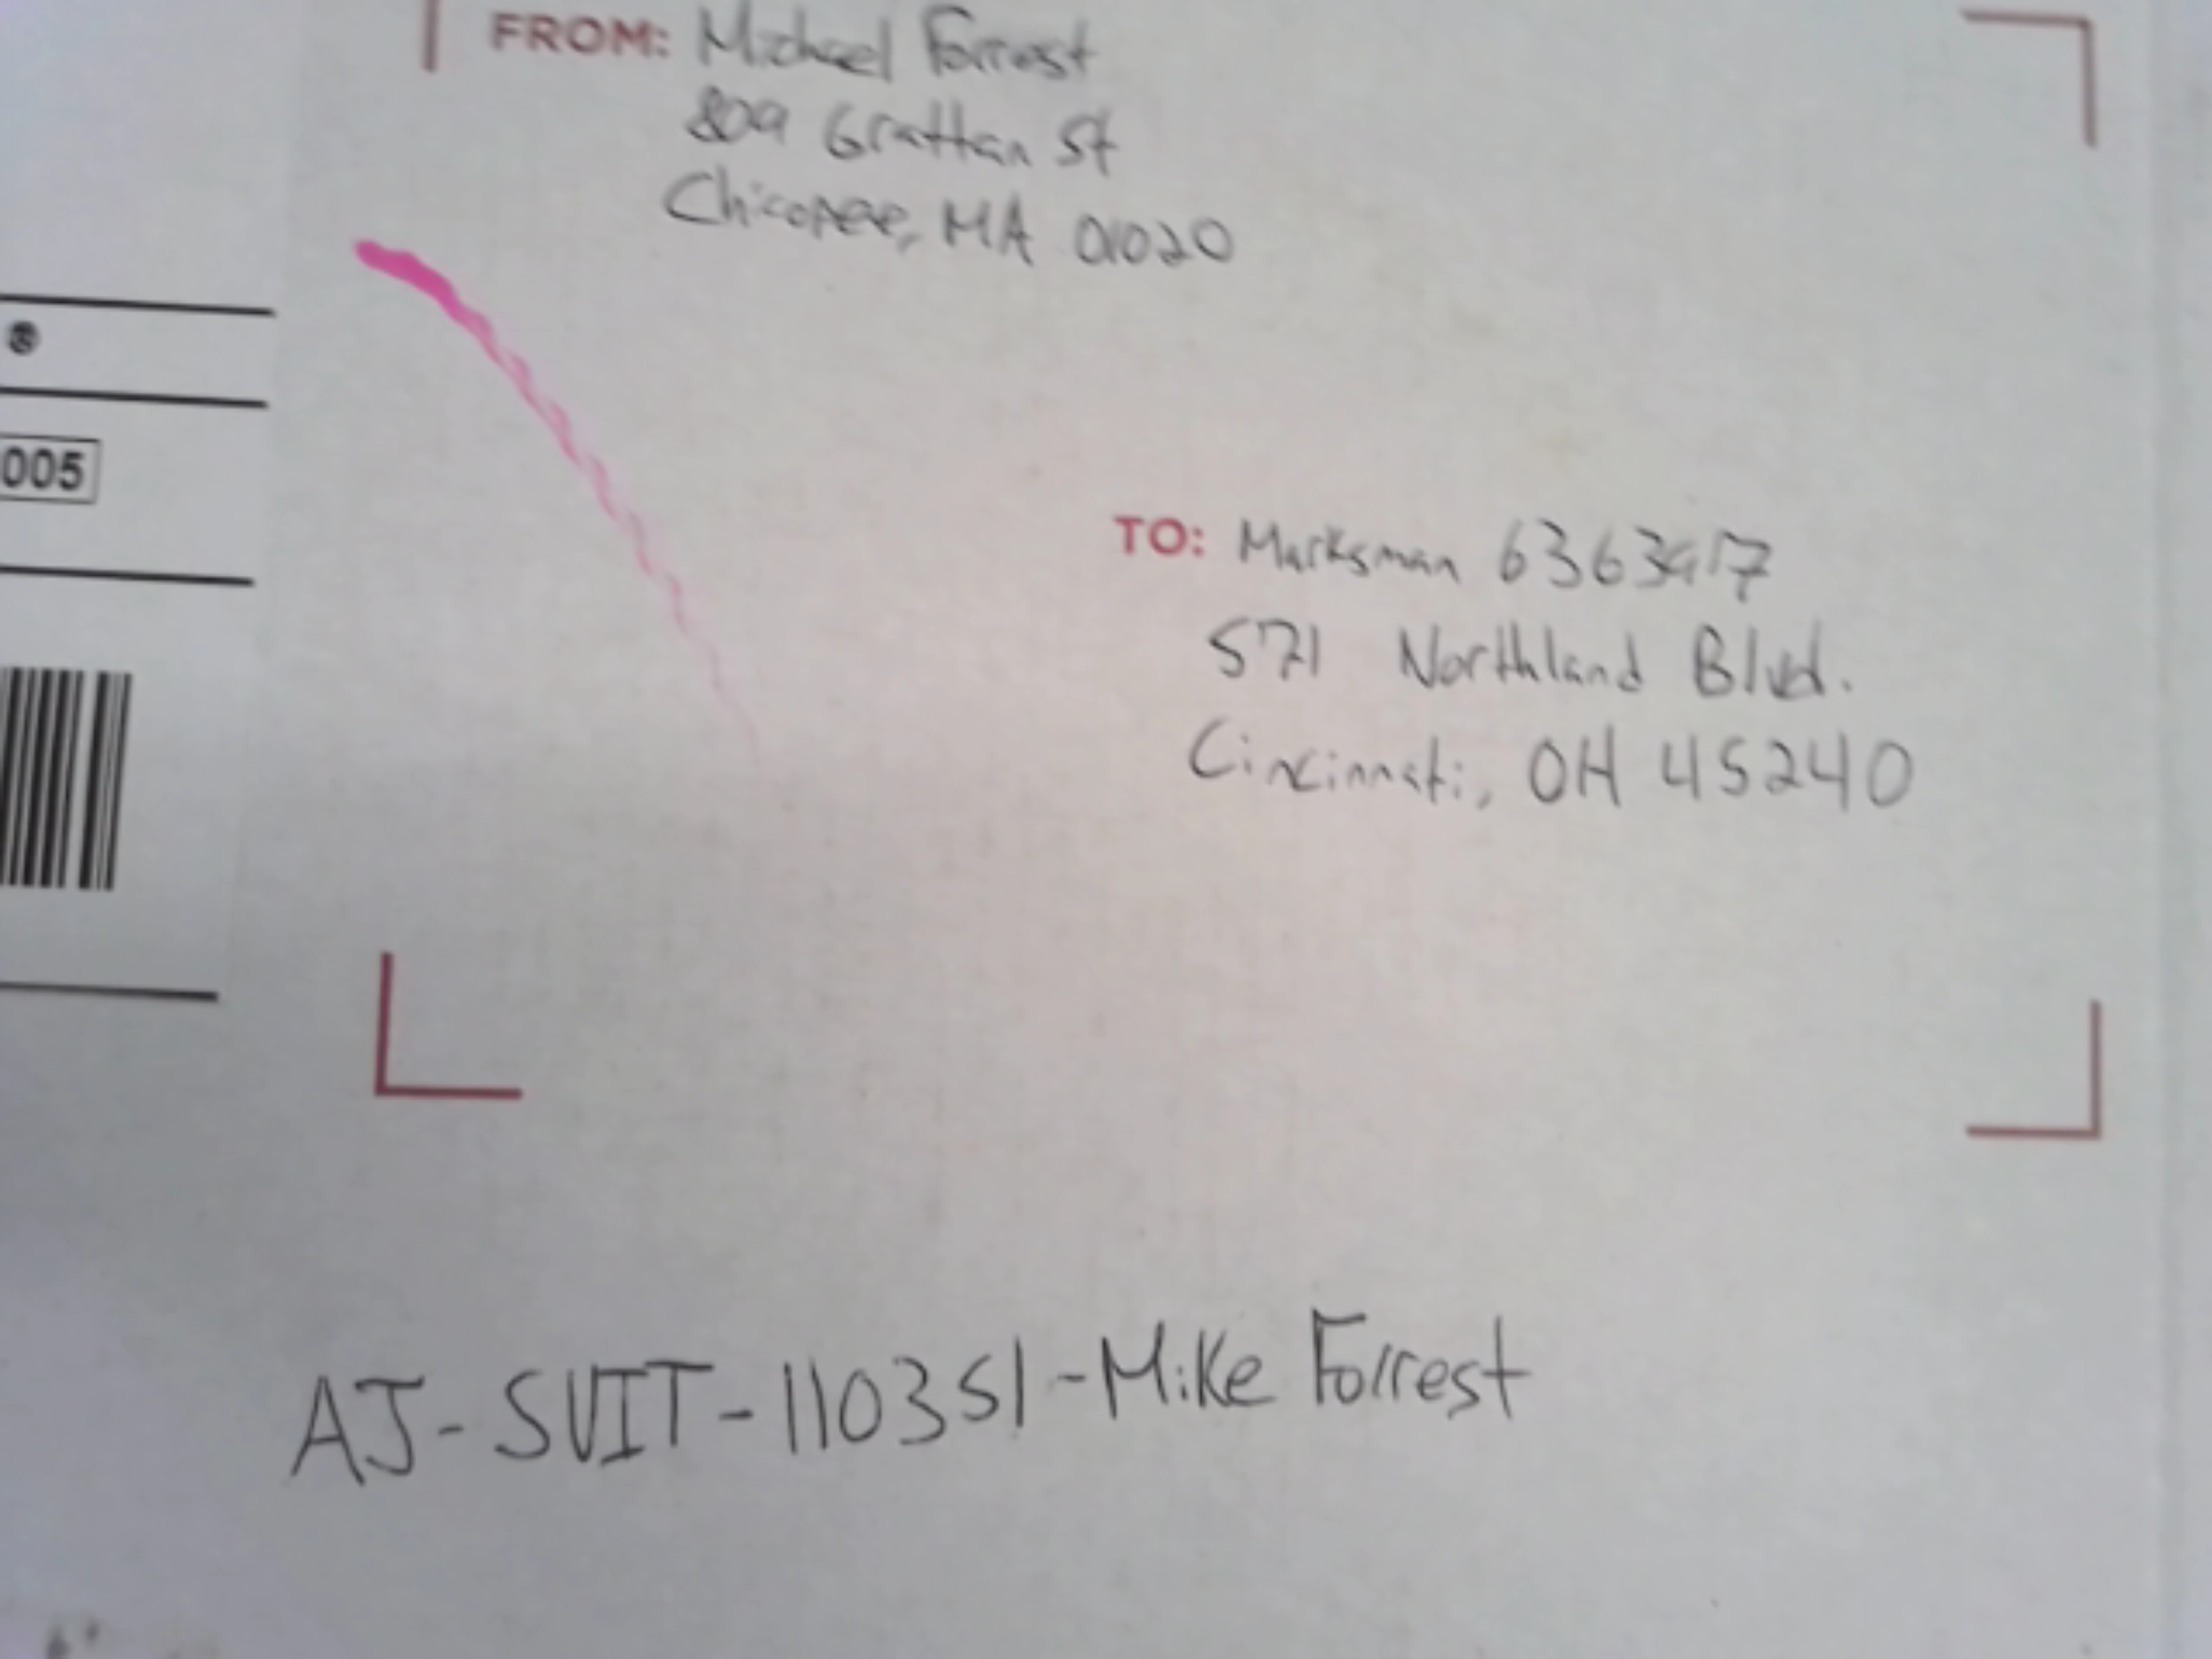 FROM: Michael Forrest
809 Grattan St
Chicopee, MA 01020
005
TO: Marksman
571 Northland Blvd.
Cincinnati, OH 45240
AJ-SUIT-110351-Mike Forrest